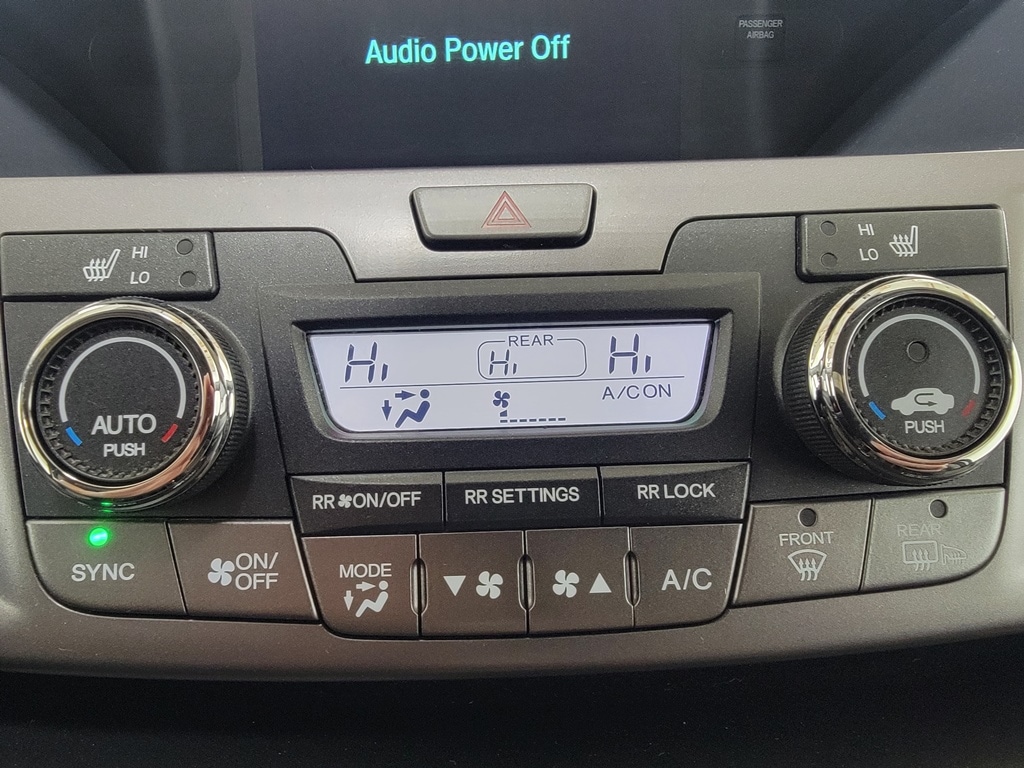 Audio Power Off
PASSENGER
AIRBAG
HI
LO
HI
LO
REAR
Hi
Hi
Hi
A/C ON
AUTO
PUSH
PUSH
RR ON/OFF
RR SETTINGS
RR LOCK
SYNC
ON/
OFF
MODE
A/C
FRONT
REAR